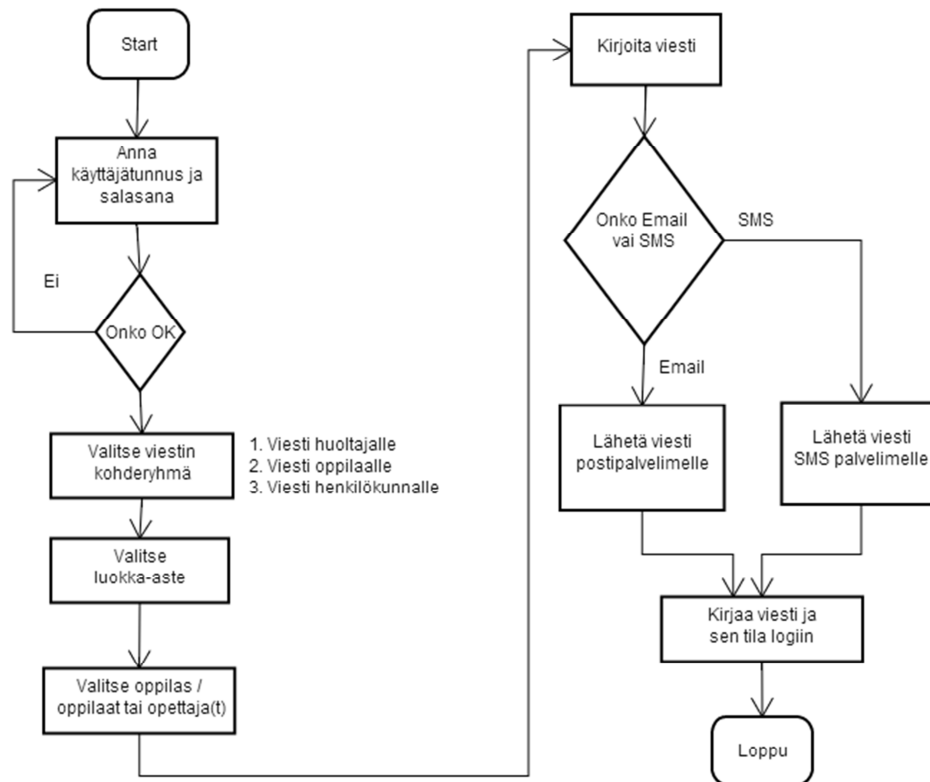 Start
Anna
käyttäjätunnus ja
salasana
Ei
Onko OK
Valitse viestin
kohderyhmä
1. Viesti huoltajalle
2. Viesti oppilaalle
3. Viesti henkilökunnalle
Valitse
luokka-aste
Valitse oppilas /
oppilaat tai opettaja(t)
Kirjoita viesti
Onko Email
vai SMS
SMS
Email
Lähetä viesti
postipalvelimelle
Lähetä viesti
SMS palvelimelle
Kirjaa viesti ja
sen tila logiin
Loppu